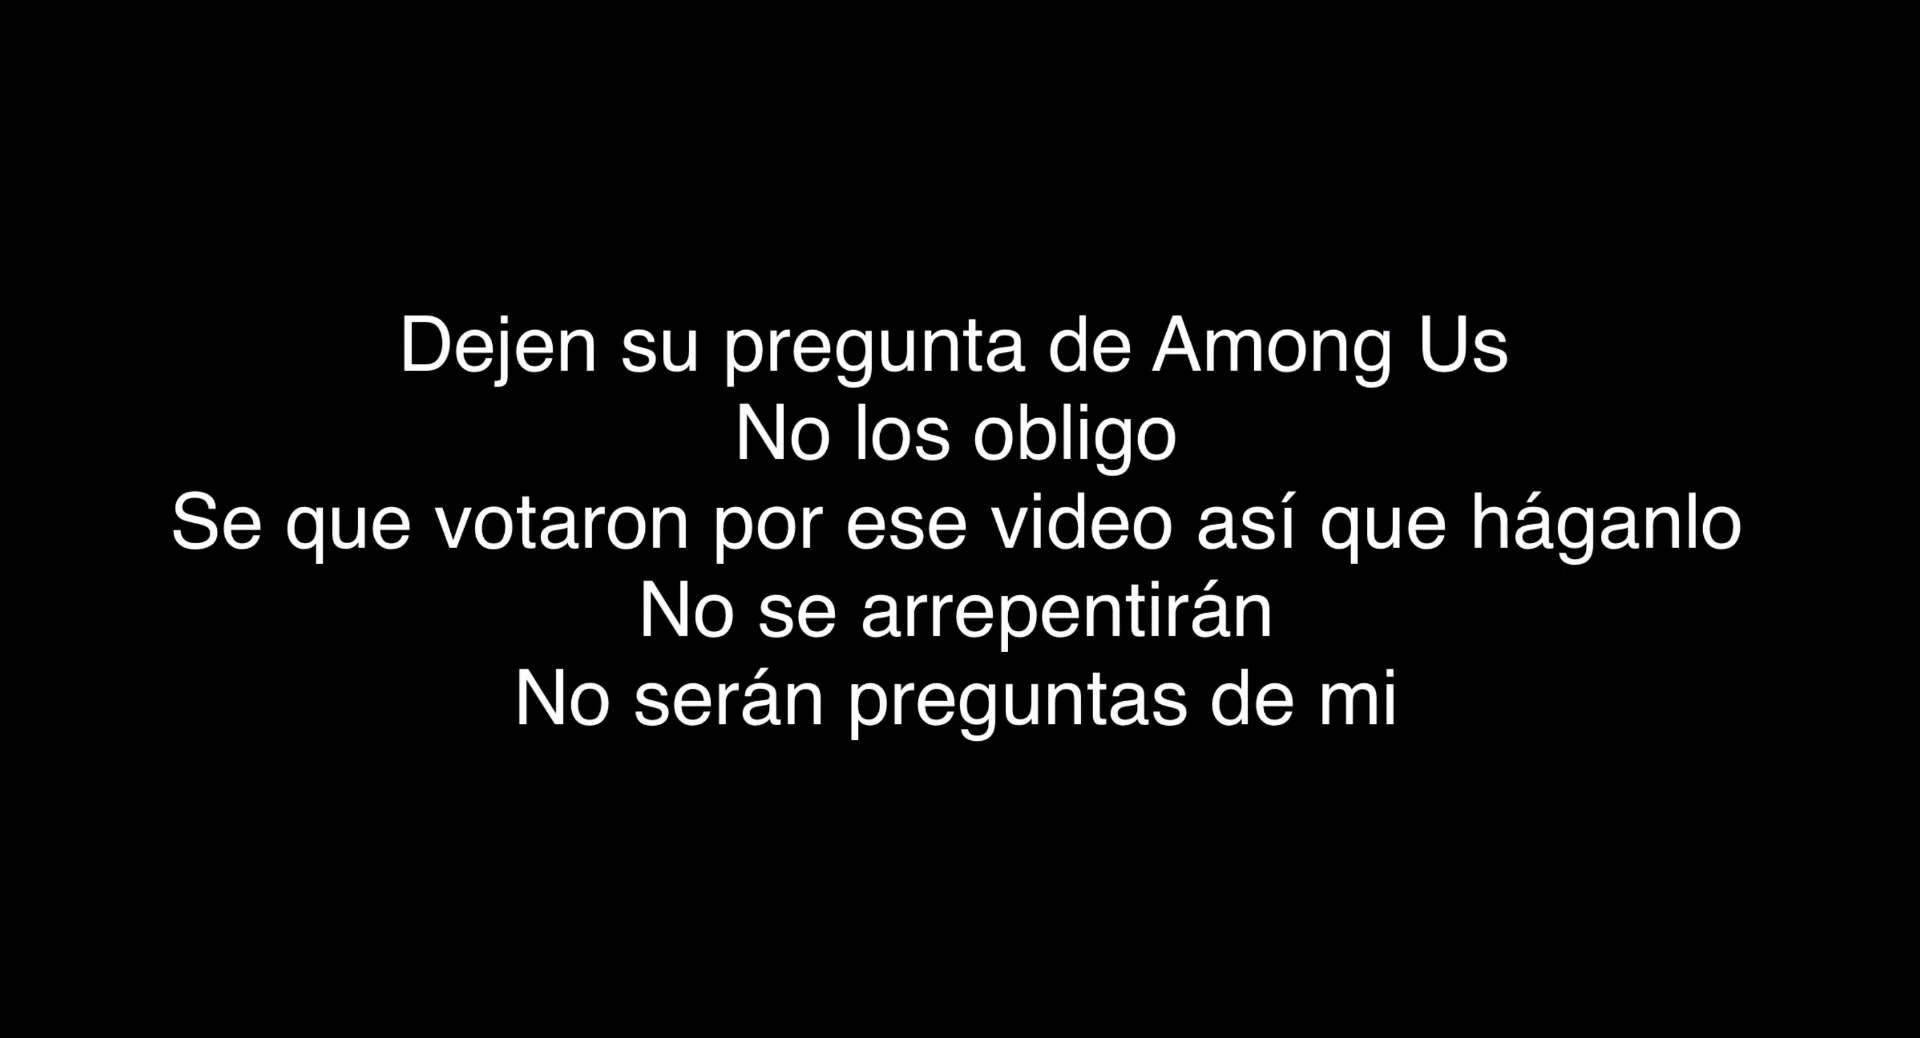 Dejen su pregunta de Among Us
No los obligo
Se que votaron por ese video así que háganlo
No se arrepentirán
No serán preguntas de mi